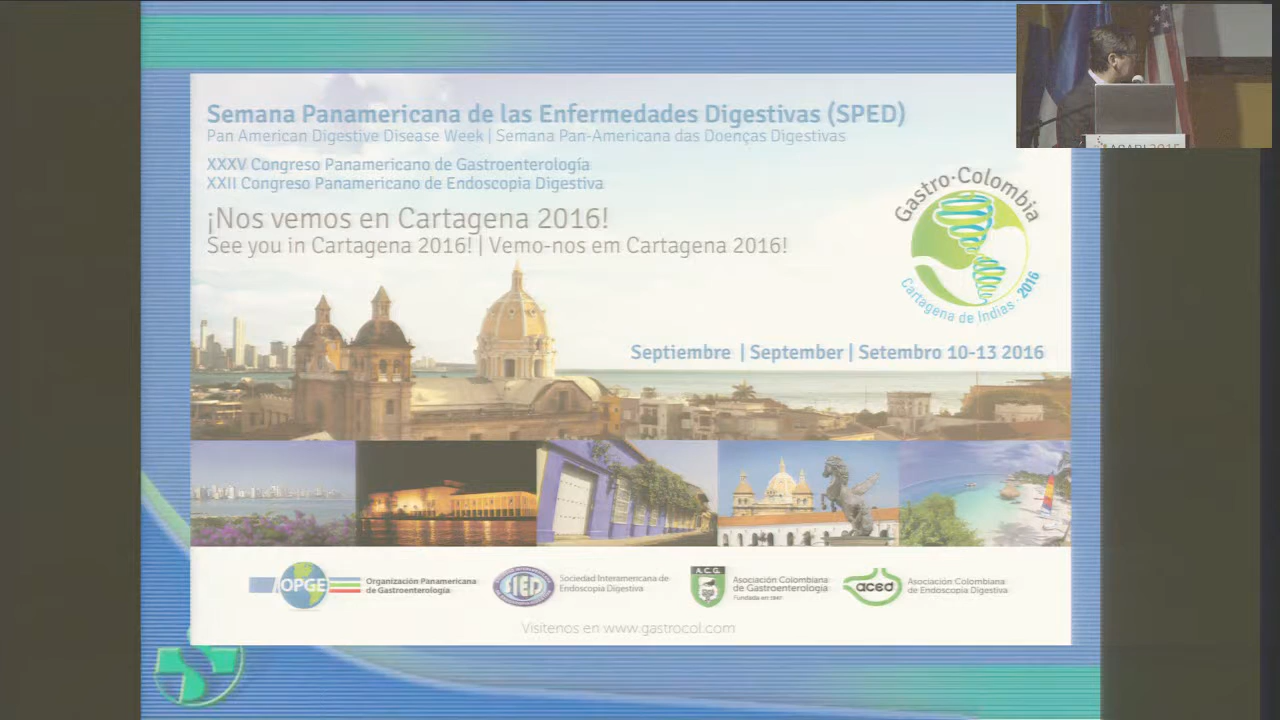 Semana Panamericana de las Enfermedades Digestivas (SPED)
Pan American Digestive Disease Week | Semana Pan-Americana das Doenças Digestivas
XXXV Congreso Panamericano de Gastroenterología
XXII Congreso Panamericano de Endoscopia Digestiva
¡Nos vemos en Cartagena 2016!
See you in Cartagena 2016! | Vemo-nos em Cartagena 2016!
Gastro·Colombia
Cartagena de Indias · 2016
Septiembre | September | Setembro 10-13 2016
OPGE
Organización Panamericana
de Gastroenterología
SIED
Sociedad Interamericana de
Endoscopia Digestiva
A.C.G.
Asociación Colombiana
de Gastroenterología
Fundada en 1947
aced
Asociación Colombiana
de Endoscopia Digestiva
Visitenos en www.gastrocol.com